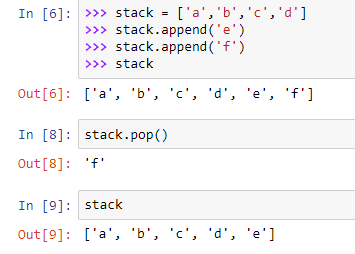 In [6]: >>> stack = ['a','b','c','d']
>>> stack.append('e')
>>> stack.append('f')
>>> stack
Out[6]: ['a', 'b', 'c', 'd', 'e', 'f']
In [8]: stack.pop()
Out[8]: 'f'
In [9]: stack
Out[9]: ['a', 'b', 'c', 'd', 'e']